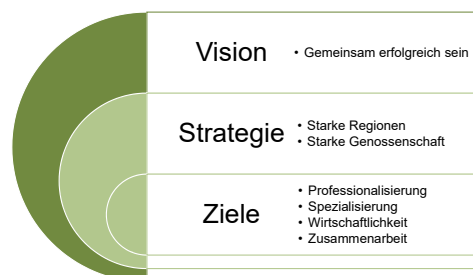 Vision
• Gemeinsam erfolgreich sein
Strategie
• Starke Regionen
• Starke Genossenschaft
Ziele
• Professionalisierung
• Spezialisierung
• Wirtschaftlichkeit
• Zusammenarbeit